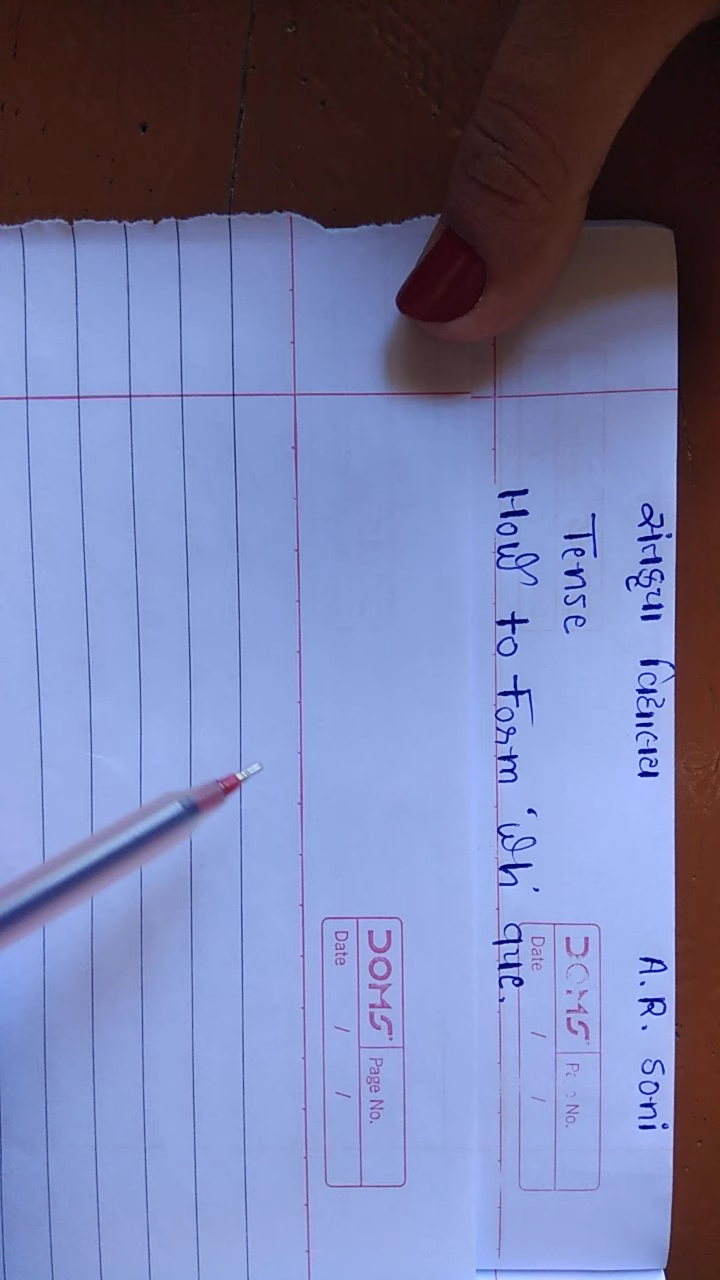 સંતકૃપા વિદ્યાલય A.R. Soni
Tense
How to Form 'wh' que.
DOMS Page No.
Date / /
DOMS Page No.
Date / /